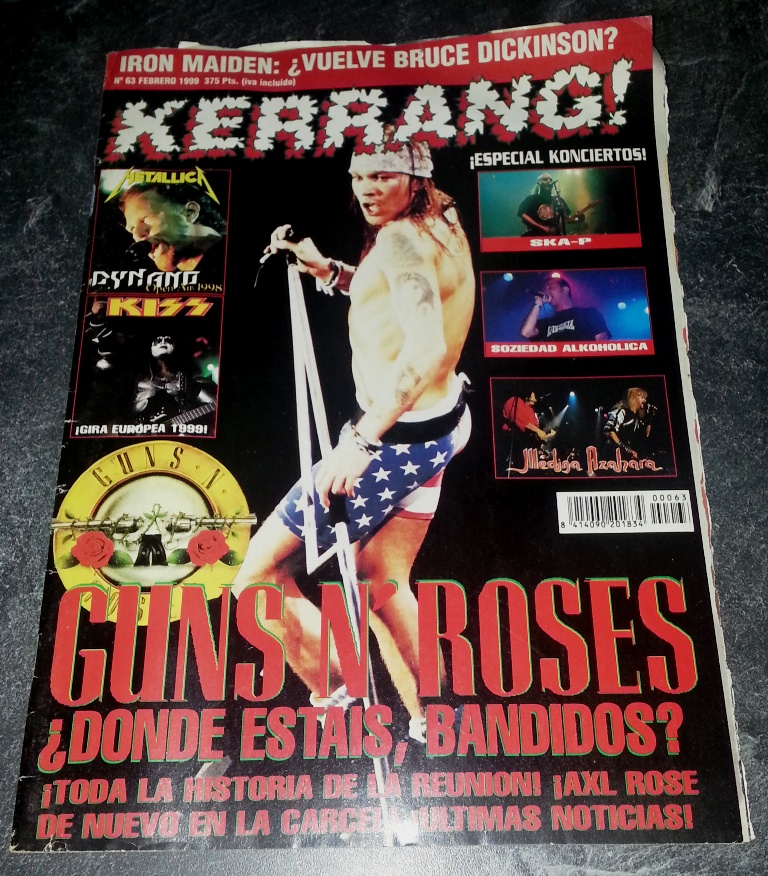 IRON MAIDEN: ¿VUELVE BRUCE DICKINSON?
Nº 63 FEBRERO 1999 375 Pts. (iva incluido)
KERRANG!
¡ESPECIAL KONCIERTOS!
METALLICA
DYNAMO
Open Air 1998
KISS
¡GIRA EUROPEA 1999!
SKA-P
SOZIEDAD ALKOHOLICA
Medina Azahara
00063
8 414090 201834
GUNS N'
GUNS N' ROSES
¿DONDE ESTAIS, BANDIDOS?
¡TODA LA HISTORIA DE LA REUNION! ¡AXL ROSE
DE NUEVO EN LA CARCEL! ¡ULTIMAS NOTICIAS!